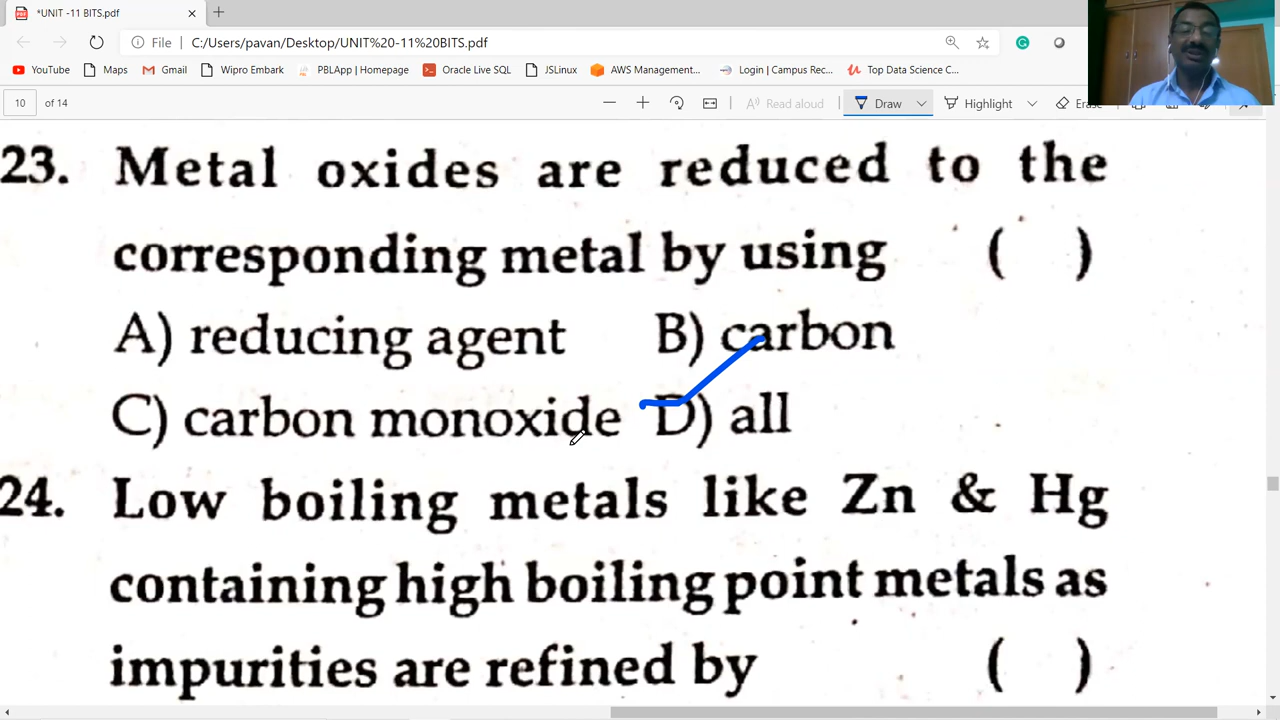 *UNIT -11 BITS.pdf
File C:/Users/pavan/Desktop/UNIT%20-11%20BITS.pdf
YouTube Maps Gmail Wipro Embark PBLApp | Homepage Oracle Live SQL JSLinux AWS Management... Login | Campus Rec... Top Data Science C...
10 of 14 Read aloud Draw Highlight Erase
23. Metal oxides are reduced to the
corresponding metal by using ( )
A) reducing agent B) carbon
C) carbon monoxide D) all
24. Low boiling metals like Zn & Hg
containing high boiling point metals as
impurities are refined by ( )